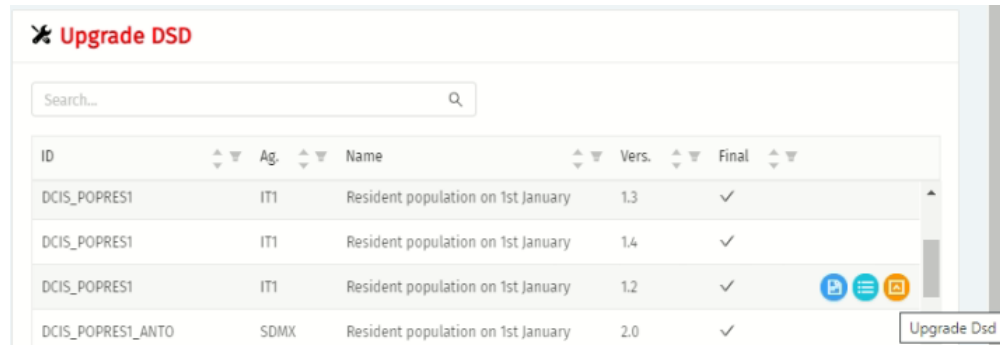 Upgrade DSD
Search...
ID Ag. Name Vers. Final
DCIS_POPRES1 IT1 Resident population on 1st January 1.3
DCIS_POPRES1 IT1 Resident population on 1st January 1.4
DCIS_POPRES1 IT1 Resident population on 1st January 1.2
Upgrade Dsd
DCIS_POPRES1_ANTO SDMX Resident population on 1st January 2.0